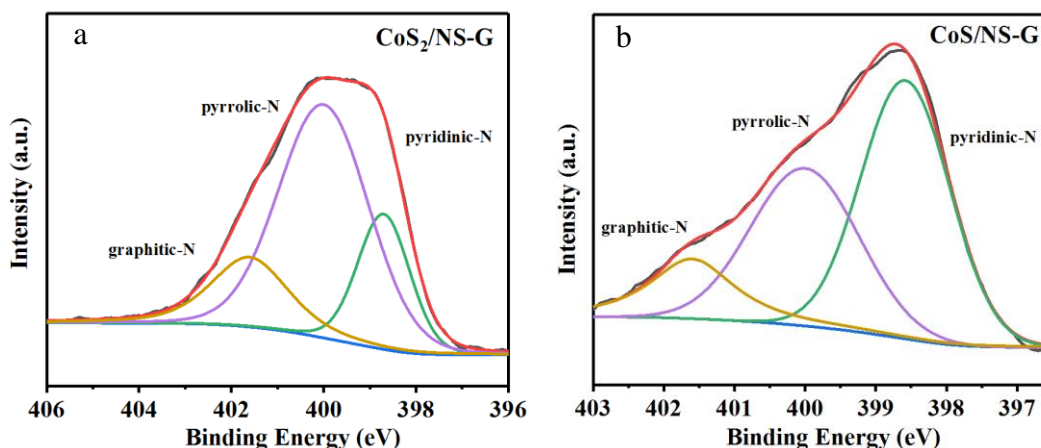 a
CoS₂/NS-G
pyrrolic-N
pyridinic-N
graphitic-N
Intensity (a.u.)
406 404 402 400 398 396
Binding Energy (eV)
b
CoS/NS-G
pyrrolic-N
pyridinic-N
graphitic-N
Intensity (a.u.)
403 402 401 400 399 398 397
Binding Energy (eV)